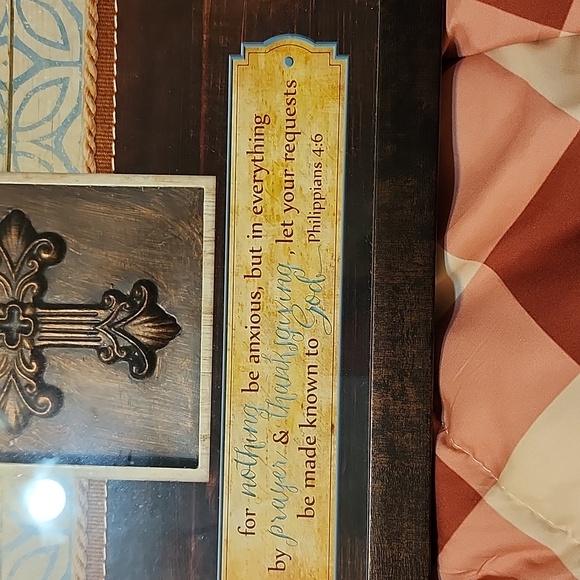 for nothing be anxious, but in everything
by prayer & thanksgiving, let your requests
be made known to God. Philippians 4:6